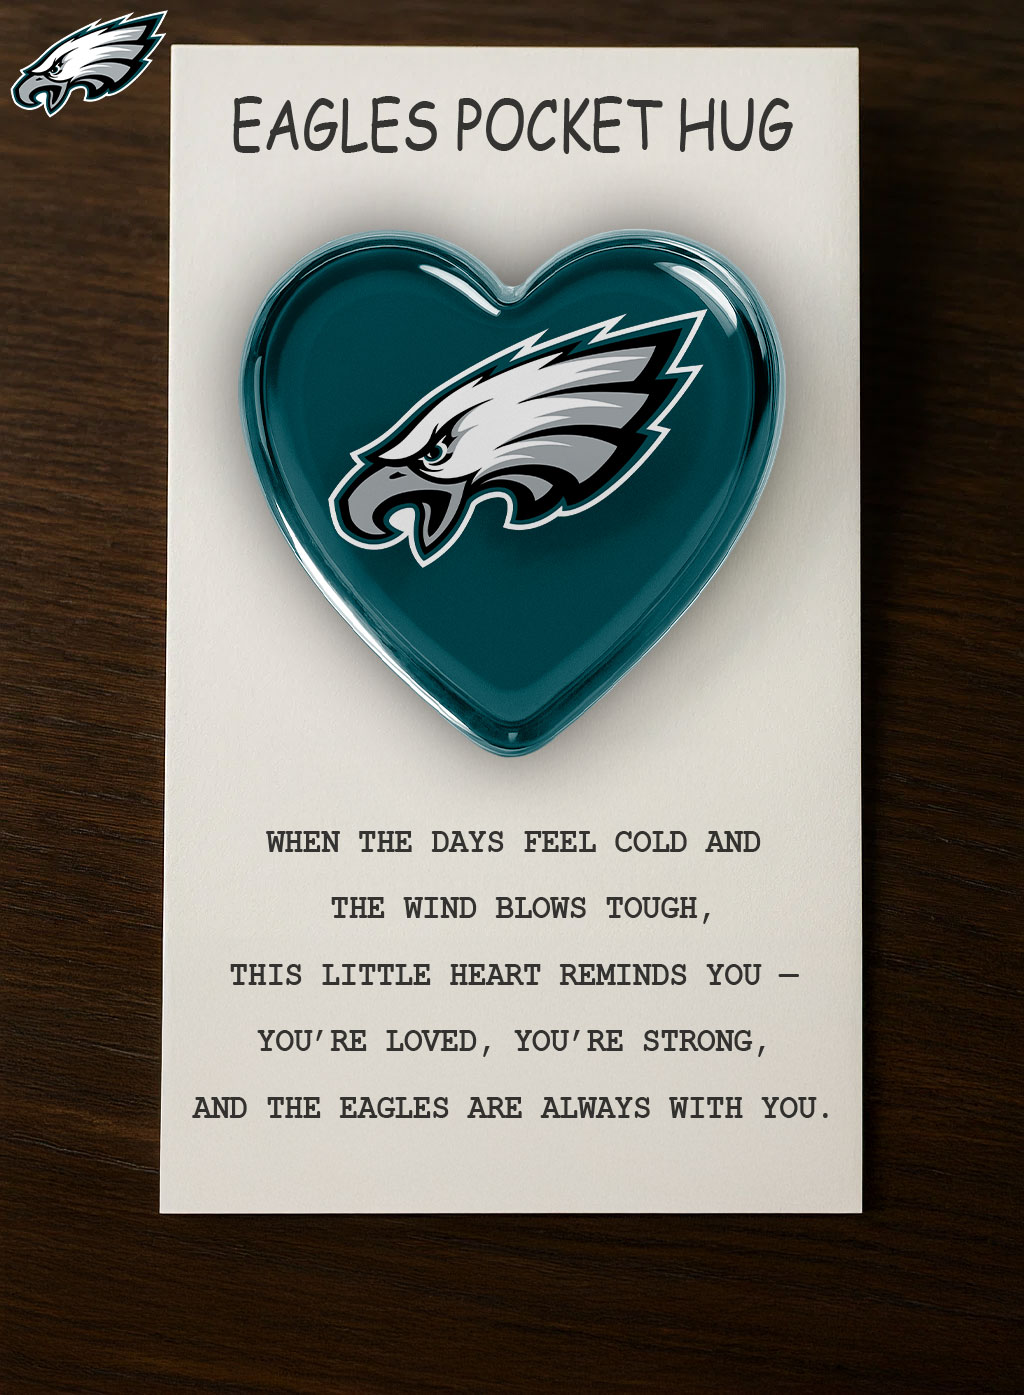 EAGLES POCKET HUG
WHEN THE DAYS FEEL COLD AND
THE WIND BLOWS TOUGH,
THIS LITTLE HEART REMINDS YOU —
YOU’RE LOVED, YOU’RE STRONG,
AND THE EAGLES ARE ALWAYS WITH YOU.